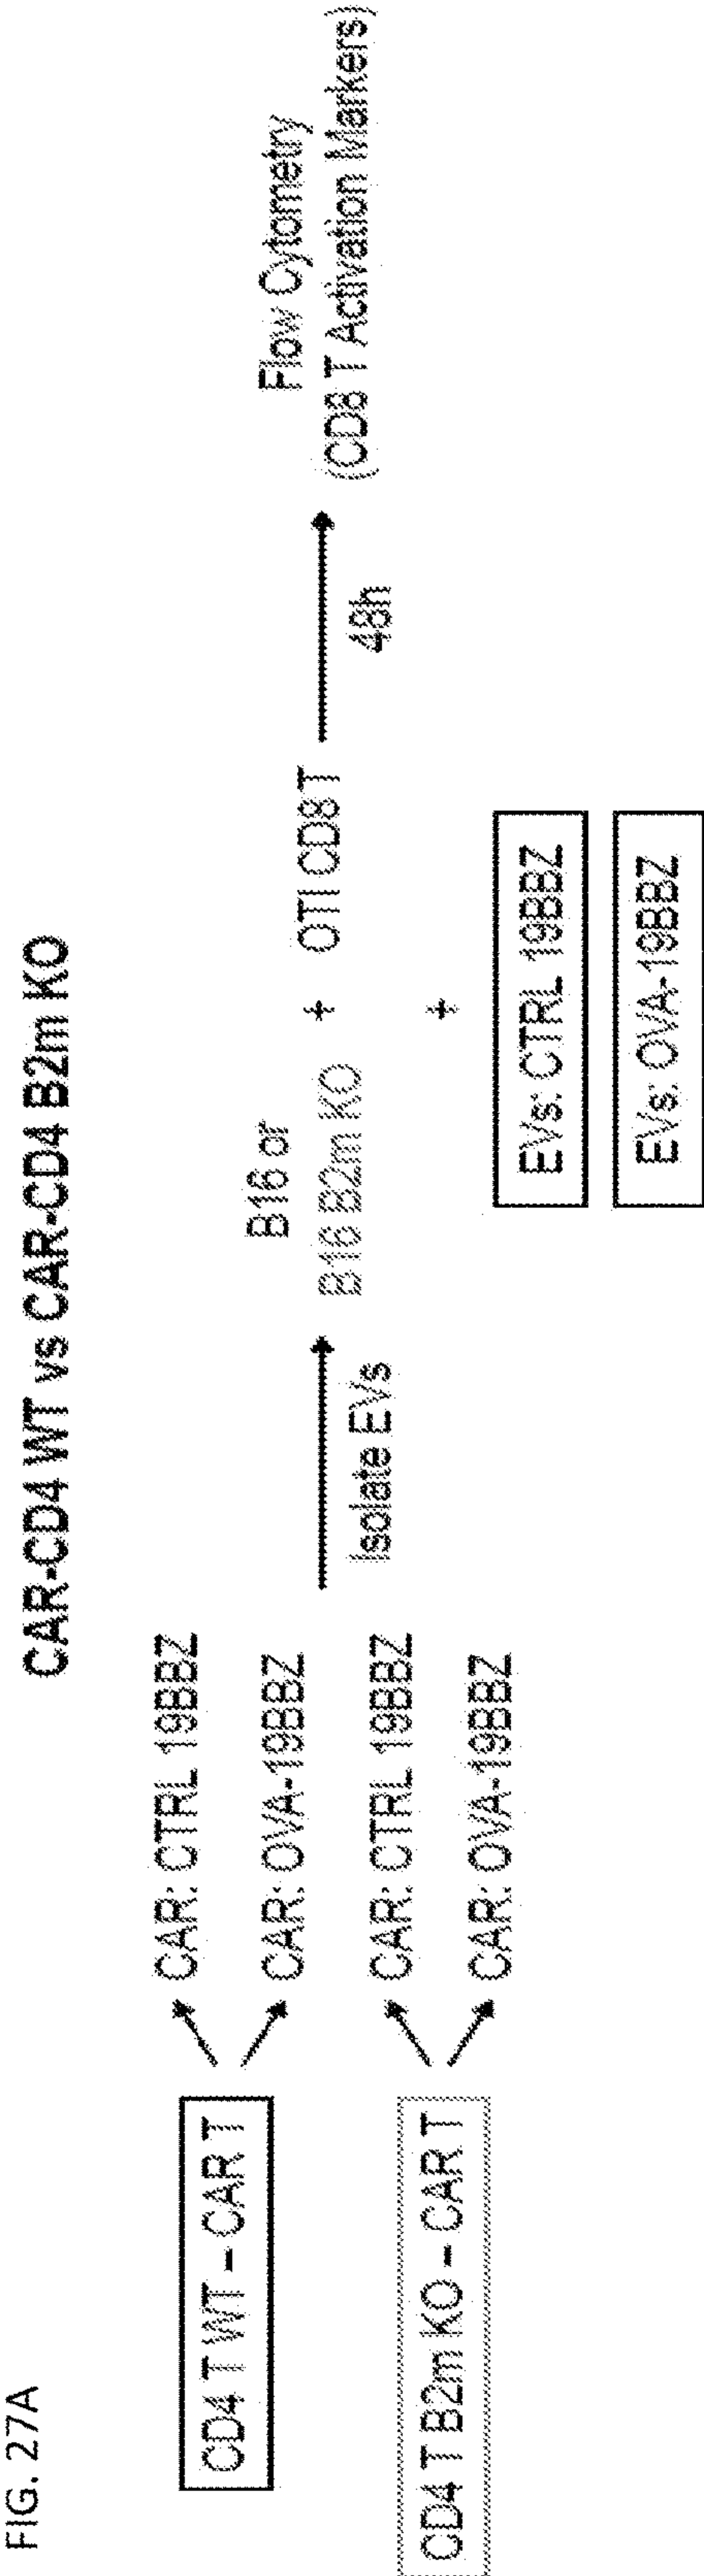 FIG. 27A
CAR-CD4 WT vs CAR-CD4 B2m KO
CD4 T WT – CAR T
CAR: CTRL 19BBZ
CAR: OVA-19BBZ
CD4 T B2m KO – CAR T
CAR: CTRL 19BBZ
CAR: OVA-19BBZ
Isolate EVs
B16 or
B16 B2m KO
+
OTI CD8 T
+
EVs: CTRL 19BBZ
EVs: OVA-19BBZ
48h
Flow Cytometry
(CD8 T Activation Markers)